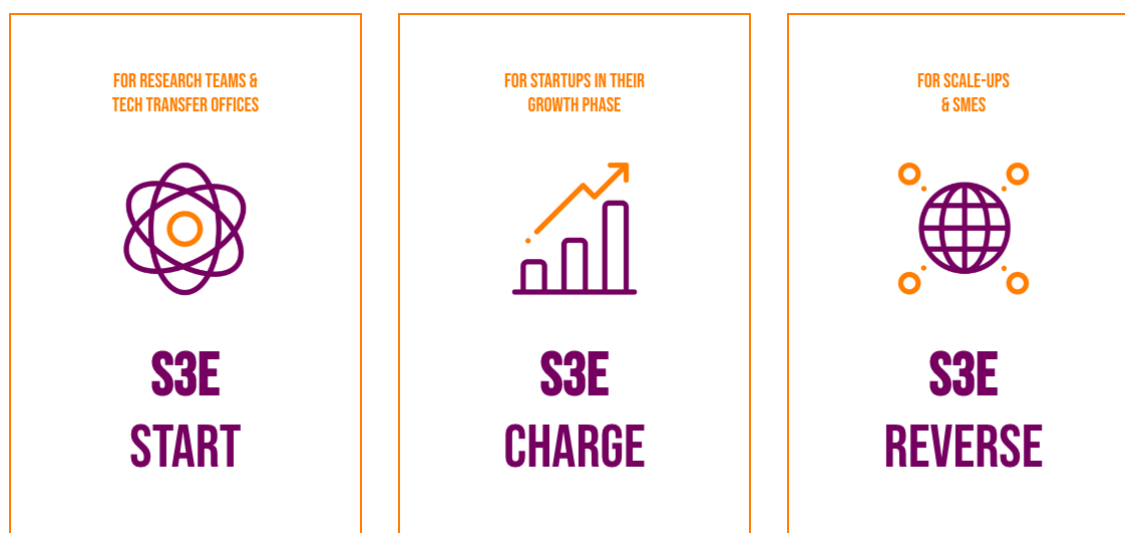 FOR RESEARCH TEAMS &
TECH TRANSFER OFFICES
S3E
START
FOR STARTUPS IN THEIR
GROWTH PHASE
S3E
CHARGE
FOR SCALE-UPS
& SMES
S3E
REVERSE